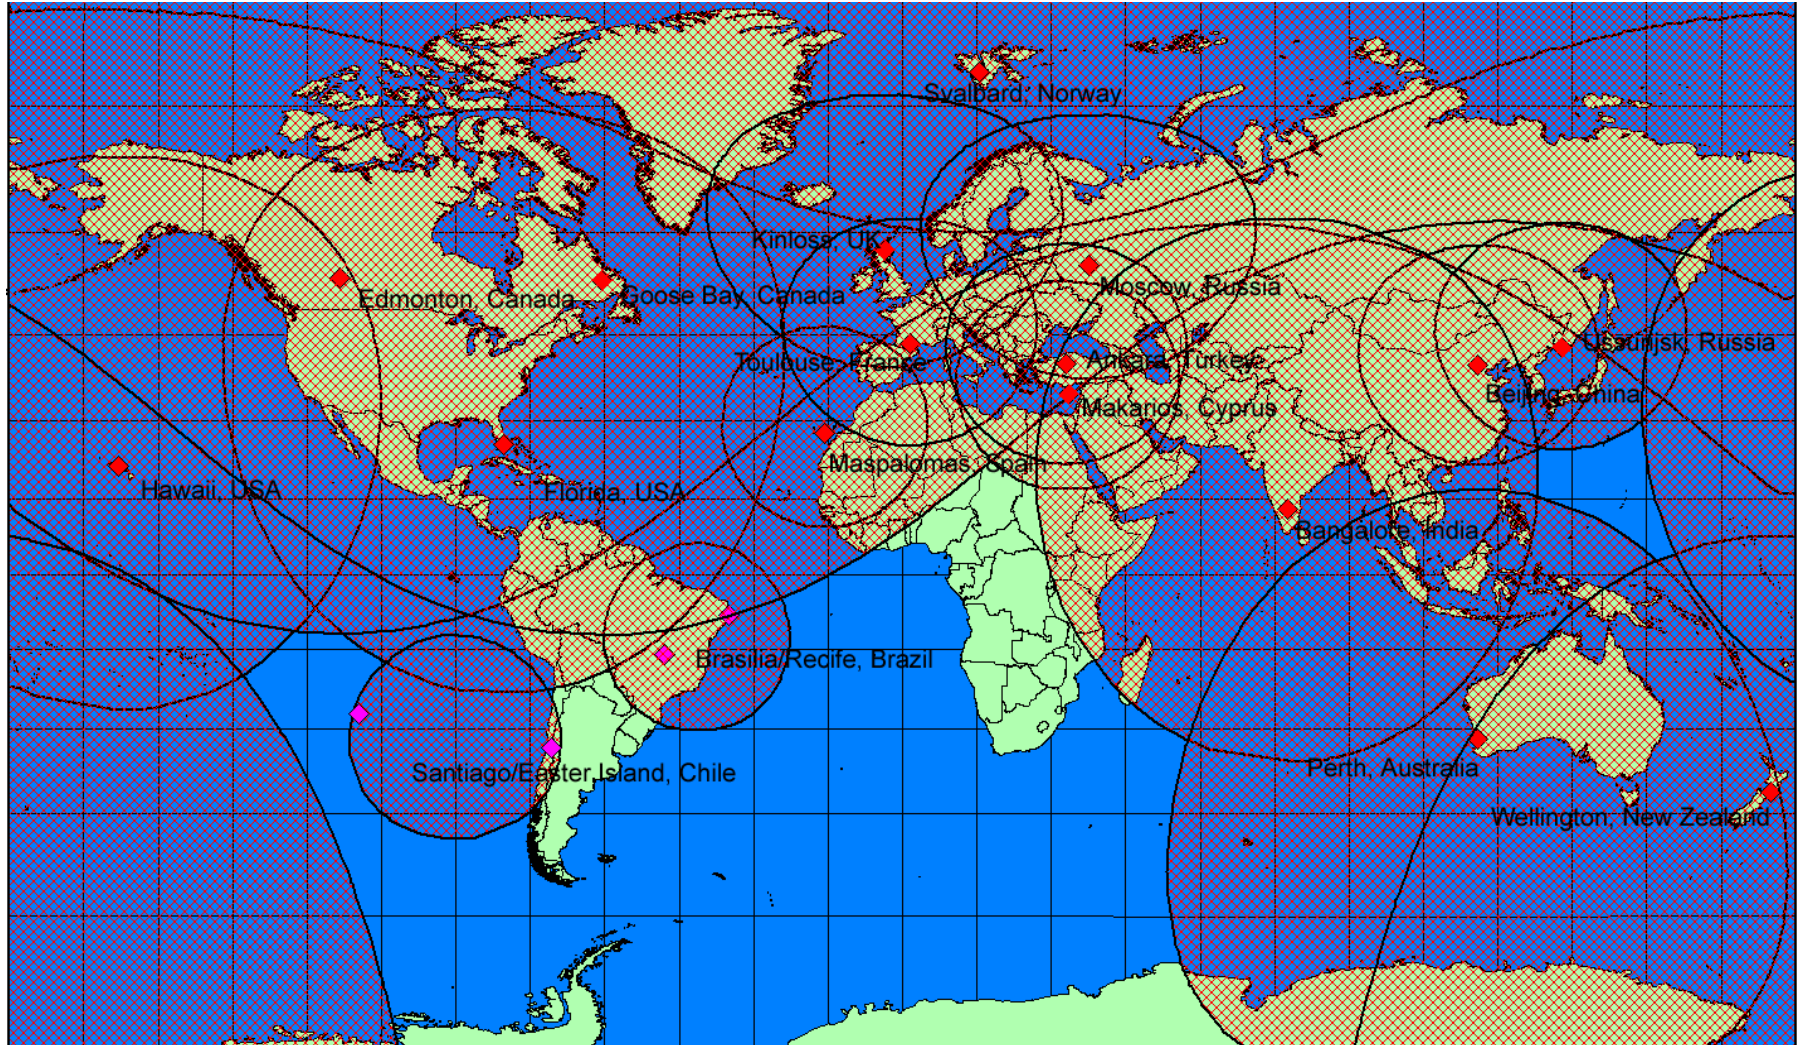 Svalbard, Norway
Kinloss, UK
Edmonton, Canada
Goose Bay, Canada
Moscow, Russia
Toulouse, France
Ankara, Turkey
Ussurijsk, Russia
Beijing, China
Makarios, Cyprus
Maspalomas, Spain
Hawaii, USA
Florida, USA
Bangalore, India
Brasilia/Recife, Brazil
Santiago/Easter Island, Chile
Perth, Australia
Wellington, New Zealand